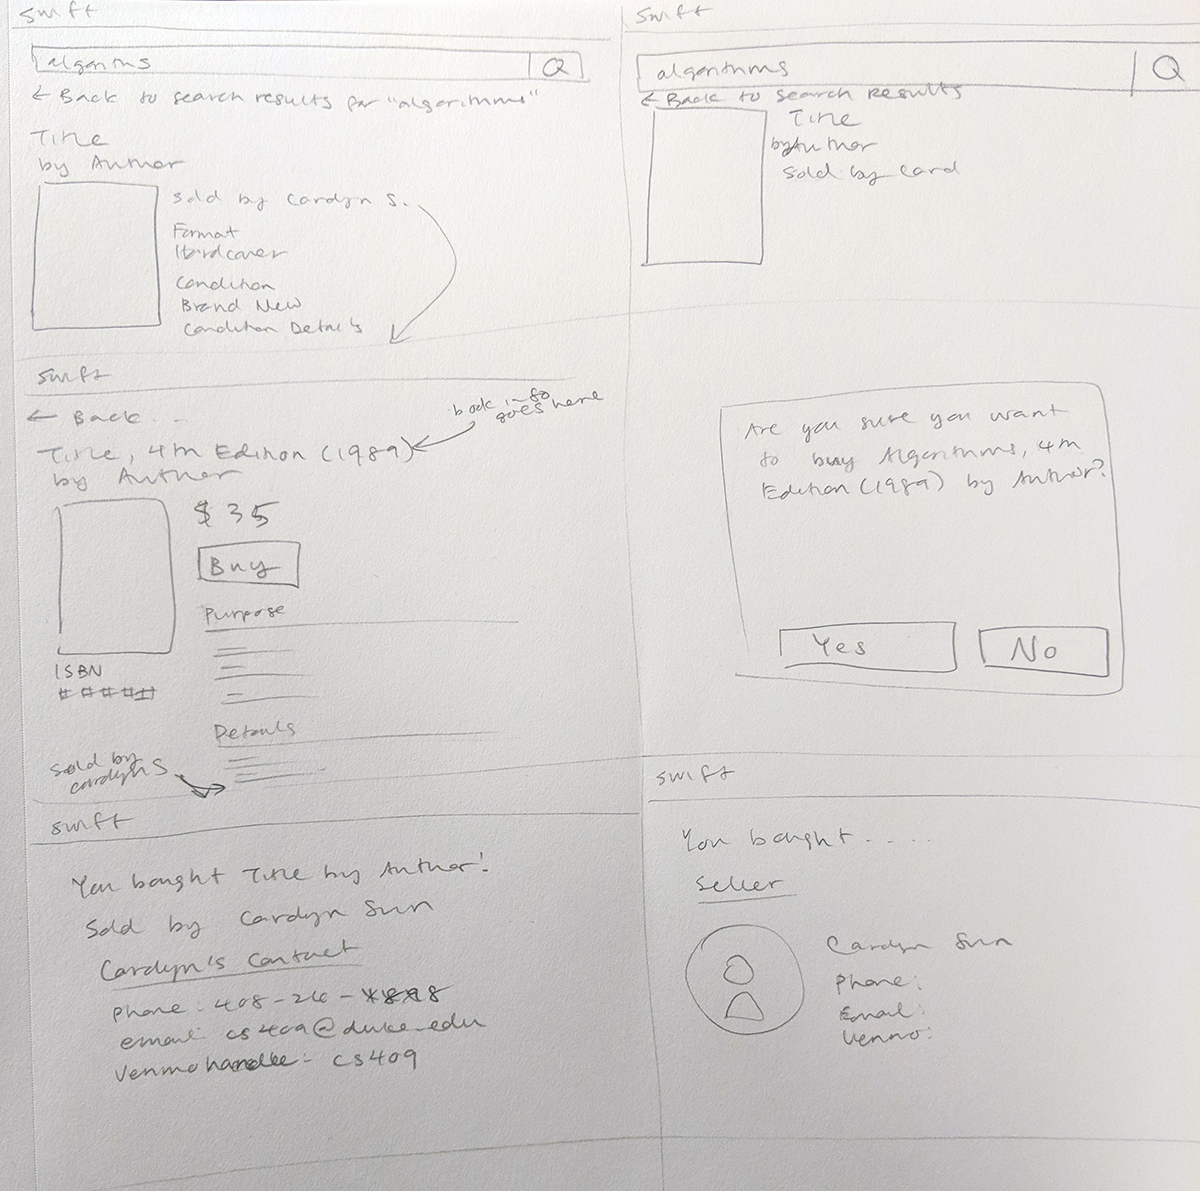 swift
algorithms
Q
← Back to search results for "algorithms"
Title
by Author
Sold by Carolyn S.
Format
Hardcover
Condition
Brand New
Condition Details
swift
algorithms
Q
← Back to search results
Title
by Author
Sold by Carol
swift
← Back ...
book info
goes here
Title, 4th Edition (1989)
by Author
$35
Buy
Purpose
ISBN
#####
Details
Sold by
Carolyn S
Are you sure you want
to buy Algorithms, 4th
Edition (1989) by Author?
Yes
No
swift
You bought Title by Author!
Sold by Carolyn Sun
Carolyn's Contact
phone: 408-26-
email: cs409@duke.edu
Venmo handle: cs409
swift
You bought .....
Seller
Carolyn Sun
Phone:
Email:
Venmo: